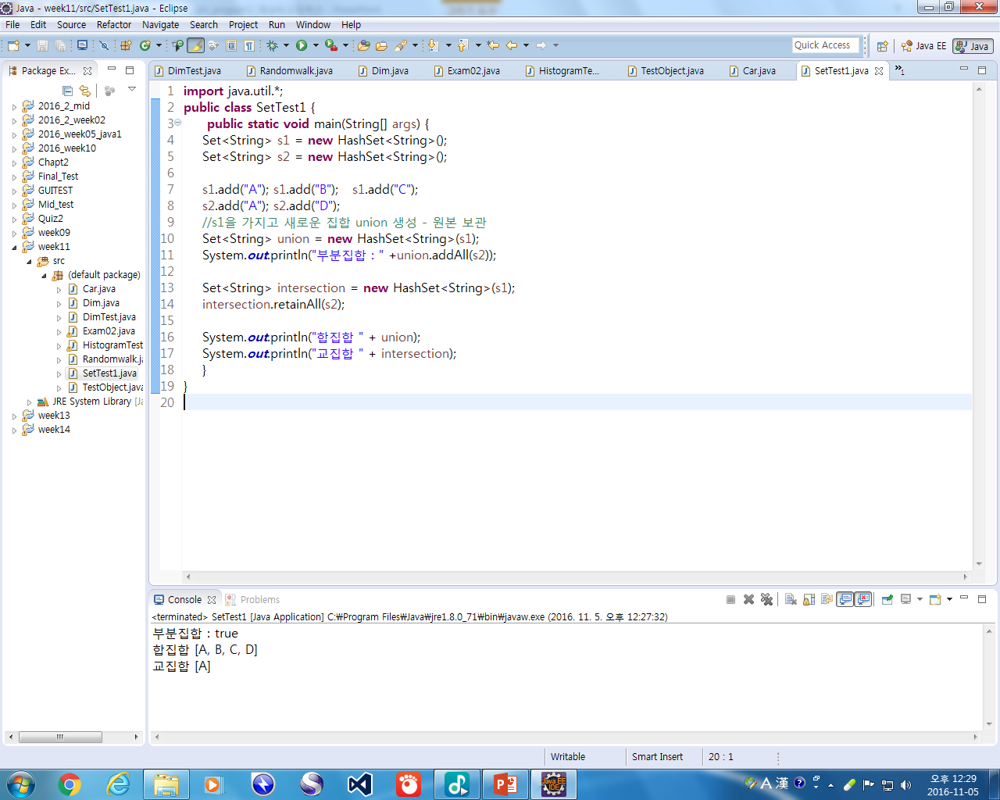 Java - week11/src/SetTest1.java - Eclipse
File Edit Source Refactor Navigate Search Project Run Window Help
Quick Access Java EE Java
Package Ex...
DimTest.java Randomwalk.java Dim.java Exam02.java HistogramTe... TestObject.java Car.java SetTest1.java »1
2016_2_mid
2016_2_week02
2016_week05_java1
2016_week10
Chapt2
Final_Test
GUITEST
Mid_test
Quiz2
week09
week11
src
(default package)
Car.java
Dim.java
DimTest.java
Exam02.java
HistogramTest
Randomwalk.ja
SetTest1.java
TestObject.java
JRE System Library [Ja
week13
week14
1 import java.util.*;
2 public class SetTest1 {
3 public static void main(String[] args) {
4 Set<String> s1 = new HashSet<String>();
5 Set<String> s2 = new HashSet<String>();
6
7 s1.add("A"); s1.add("B"); s1.add("C");
8 s2.add("A"); s2.add("D");
9 //s1을 가지고 새로운 집합 union 생성 - 원본 보관
10 Set<String> union = new HashSet<String>(s1);
11 System.out.println("부분집합 : " +union.addAll(s2));
12
13 Set<String> intersection = new HashSet<String>(s1);
14 intersection.retainAll(s2);
15
16 System.out.println("합집합 " + union);
17 System.out.println("교집합 " + intersection);
18 }
19 }
20
Console Problems
<terminated> SetTest1 [Java Application] C:₩Program Files₩Java₩jre1.8.0_71₩bin₩javaw.exe (2016. 11. 5. 오후 12:27:32)
부분집합 : true
합집합 [A, B, C, D]
교집합 [A]
Writable Smart Insert 20 : 1
Java EE IDE
A 漢
오후 12:29
2016-11-05